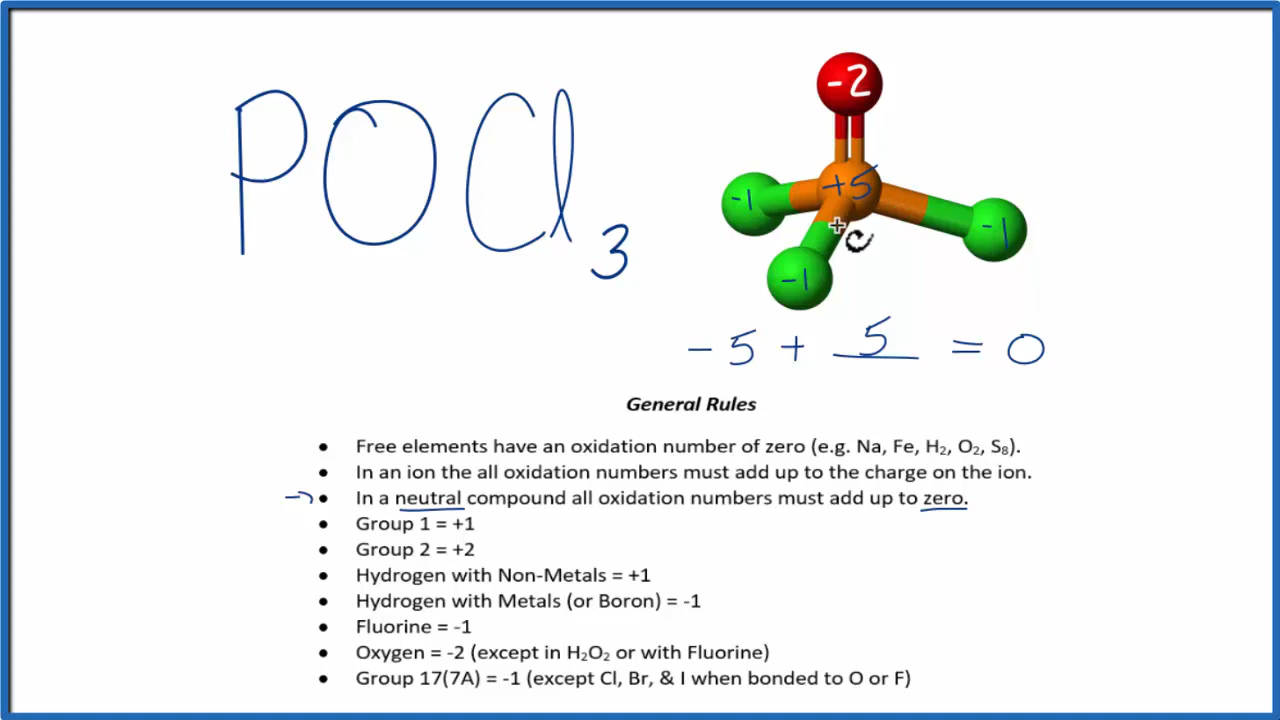 POCl₃
-2
+5
-1
-1
-1
-5 + 5 = 0
General Rules
• Free elements have an oxidation number of zero (e.g. Na, Fe, H₂, O₂, S₈).
• In an ion the all oxidation numbers must add up to the charge on the ion.
• In a neutral compound all oxidation numbers must add up to zero.
• Group 1 = +1
• Group 2 = +2
• Hydrogen with Non-Metals = +1
• Hydrogen with Metals (or Boron) = -1
• Fluorine = -1
• Oxygen = -2 (except in H₂O₂ or with Fluorine)
• Group 17(7A) = -1 (except Cl, Br, & I when bonded to O or F)